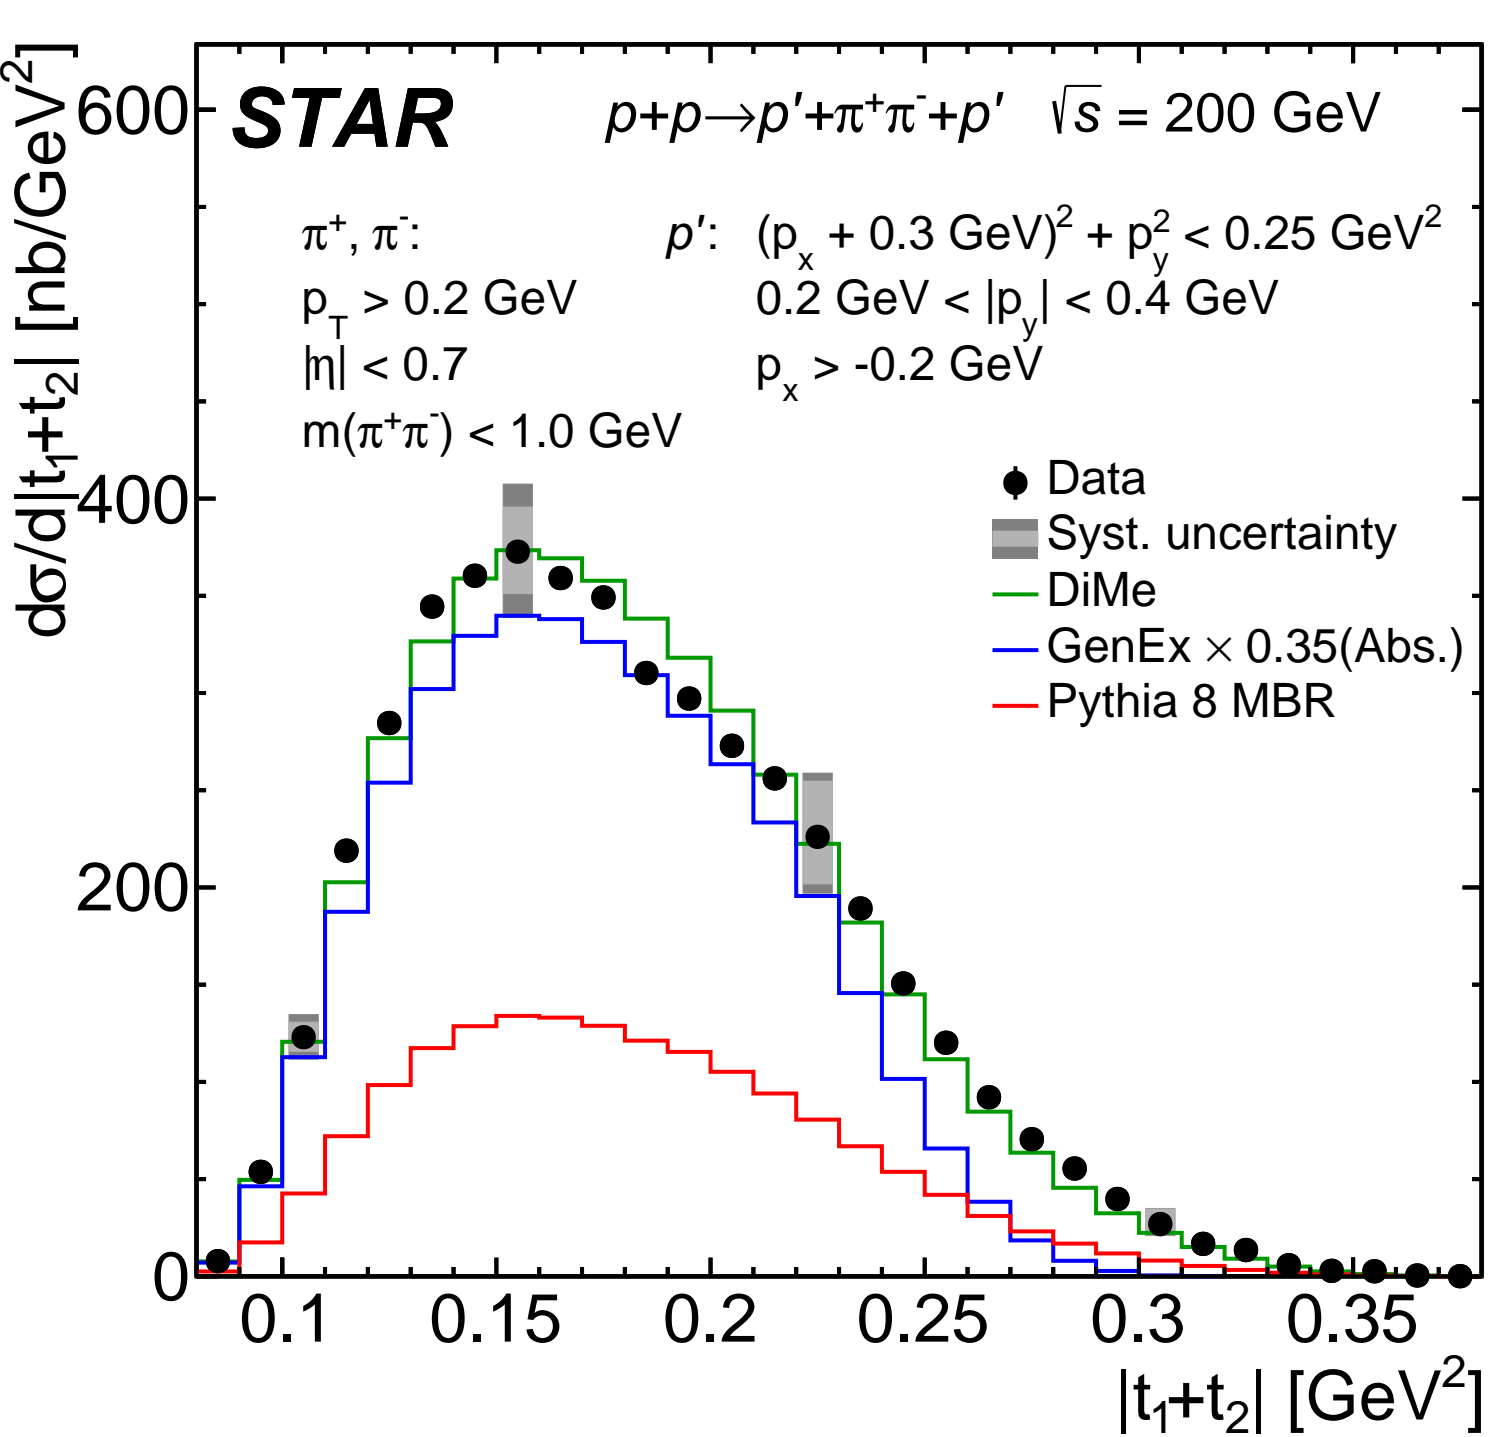 dσ/d|t₁+t₂| [nb/GeV²]
600
400
200
0
STAR p+p→p′+π⁺π⁻+p′ √s = 200 GeV
π⁺, π⁻: p′: (pₓ + 0.3 GeV)² + p_y² < 0.25 GeV²
p_T > 0.2 GeV 0.2 GeV < |p_y| < 0.4 GeV
|η| < 0.7 pₓ > -0.2 GeV
m(π⁺π⁻) < 1.0 GeV
Data
Syst. uncertainty
DiMe
GenEx × 0.35(Abs.)
Pythia 8 MBR
0.1 0.15 0.2 0.25 0.3 0.35
|t₁+t₂| [GeV²]